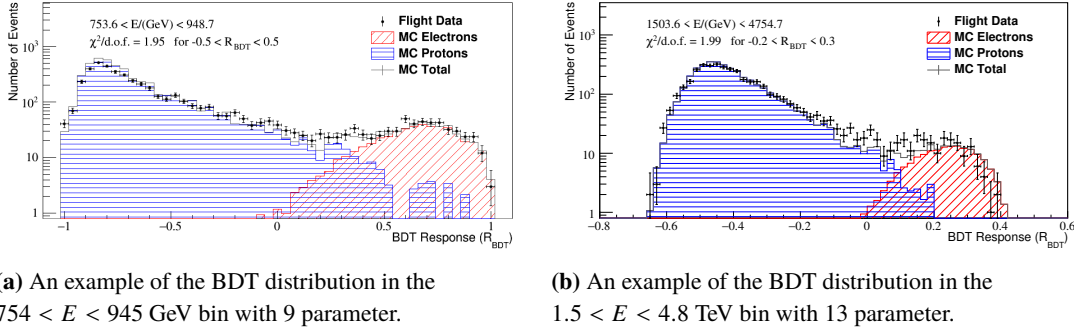 Number of Events
753.6 < E/(GeV) < 948.7
χ²/d.o.f. = 1.95 for -0.5 < R_BDT < 0.5
Flight Data
MC Electrons
MC Protons
MC Total
10³
10²
10
1
−1 −0.5 0 0.5 1
BDT Response (R_BDT)
Number of Events
1503.6 < E/(GeV) < 4754.7
χ²/d.o.f. = 1.99 for -0.2 < R_BDT < 0.3
Flight Data
MC Electrons
MC Protons
MC Total
10³
10²
10
1
−0.8 −0.6 −0.4 −0.2 0 0.2 0.4 0.6
BDT Response (R_BDT)
(a) An example of the BDT distribution in the
754 < E < 945 GeV bin with 9 parameter.
(b) An example of the BDT distribution in the
1.5 < E < 4.8 TeV bin with 13 parameter.